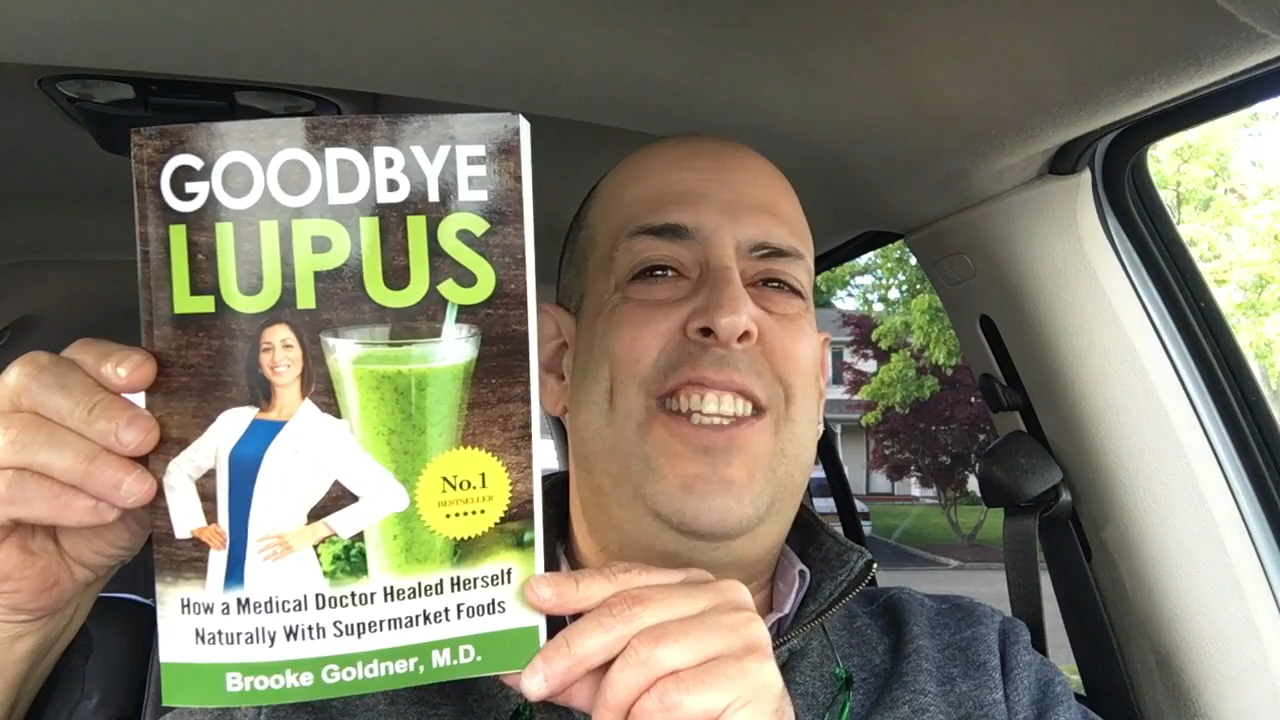 GOODBYE
LUPUS
No.1
BESTSELLER
How a Medical Doctor Healed Herself
Naturally With Supermarket Foods
Brooke Goldner, M.D.